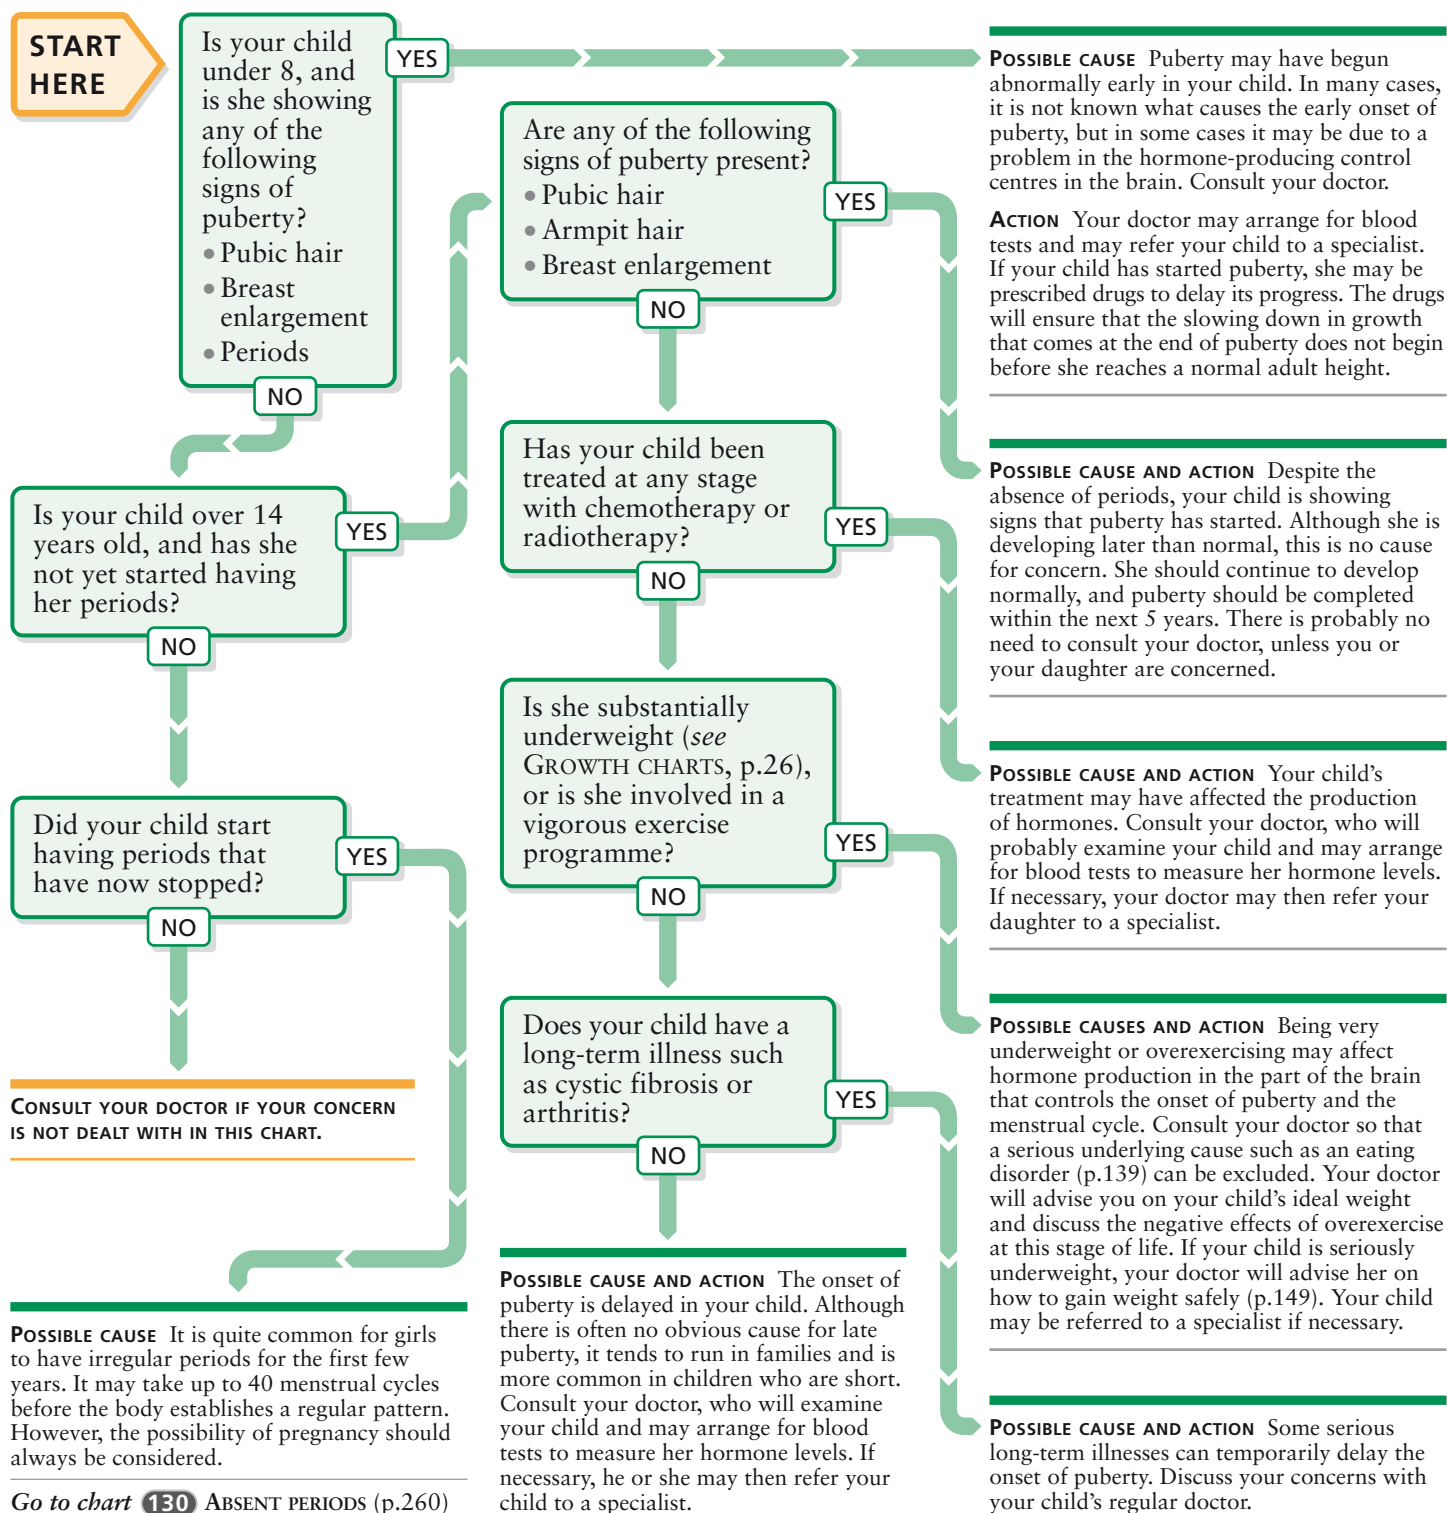 START
HERE
Is your child
under 8, and
is she showing
any of the
following
signs of
puberty?
• Pubic hair
• Breast
enlargement
• Periods
YES
NO
Is your child over 14
years old, and has she
not yet started having
her periods?
YES
NO
Did your child start
having periods that
have now stopped?
YES
NO
CONSULT YOUR DOCTOR IF YOUR CONCERN
IS NOT DEALT WITH IN THIS CHART.
POSSIBLE CAUSE It is quite common for girls
to have irregular periods for the first few
years. It may take up to 40 menstrual cycles
before the body establishes a regular pattern.
However, the possibility of pregnancy should
always be considered.
Go to chart 130 ABSENT PERIODS (p.260)
Are any of the following
signs of puberty present?
• Pubic hair
• Armpit hair
• Breast enlargement
YES
NO
Has your child been
treated at any stage
with chemotherapy or
radiotherapy?
YES
NO
Is she substantially
underweight (see
GROWTH CHARTS, p.26),
or is she involved in a
vigorous exercise
programme?
YES
NO
Does your child have a
long-term illness such
as cystic fibrosis or
arthritis?
YES
NO
POSSIBLE CAUSE AND ACTION The onset of
puberty is delayed in your child. Although
there is often no obvious cause for late
puberty, it tends to run in families and is
more common in children who are short.
Consult your doctor, who will examine
your child and may arrange for blood
tests to measure her hormone levels. If
necessary, he or she may then refer your
child to a specialist.
POSSIBLE CAUSE Puberty may have begun
abnormally early in your child. In many cases,
it is not known what causes the early onset of
puberty, but in some cases it may be due to a
problem in the hormone-producing control
centres in the brain. Consult your doctor.
ACTION Your doctor may arrange for blood
tests and may refer your child to a specialist.
If your child has started puberty, she may be
prescribed drugs to delay its progress. The drugs
will ensure that the slowing down in growth
that comes at the end of puberty does not begin
before she reaches a normal adult height.
POSSIBLE CAUSE AND ACTION Despite the
absence of periods, your child is showing
signs that puberty has started. Although she is
developing later than normal, this is no cause
for concern. She should continue to develop
normally, and puberty should be completed
within the next 5 years. There is probably no
need to consult your doctor, unless you or
your daughter are concerned.
POSSIBLE CAUSE AND ACTION Your child's
treatment may have affected the production
of hormones. Consult your doctor, who will
probably examine your child and may arrange
for blood tests to measure her hormone levels.
If necessary, your doctor may then refer your
daughter to a specialist.
POSSIBLE CAUSES AND ACTION Being very
underweight or overexercising may affect
hormone production in the part of the brain
that controls the onset of puberty and the
menstrual cycle. Consult your doctor so that
a serious underlying cause such as an eating
disorder (p.139) can be excluded. Your doctor
will advise you on your child's ideal weight
and discuss the negative effects of overexercise
at this stage of life. If your child is seriously
underweight, your doctor will advise her on
how to gain weight safely (p.149). Your child
may be referred to a specialist if necessary.
POSSIBLE CAUSE AND ACTION Some serious
long-term illnesses can temporarily delay the
onset of puberty. Discuss your concerns with
your child's regular doctor.